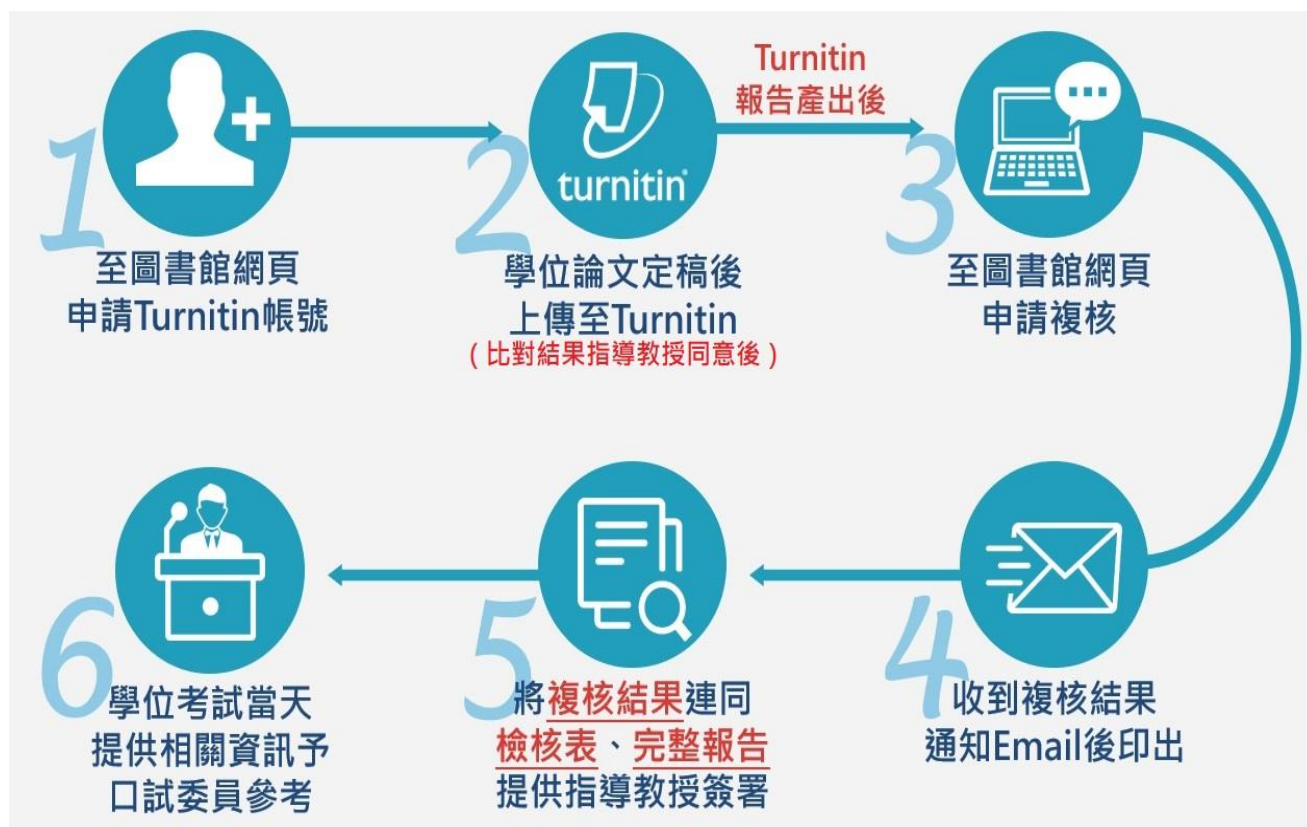 1
至圖書館網頁
申請Turnitin帳號
2
turnitin
學位論文定稿後
上傳至Turnitin
(比對結果指導教授同意後)
Turnitin
報告產出後
3
至圖書館網頁
申請複核
4
收到複核結果
通知Email後印出
5
將複核結果連同
檢核表、完整報告
提供指導教授簽署
6
學位考試當天
提供相關資訊予
口試委員參考